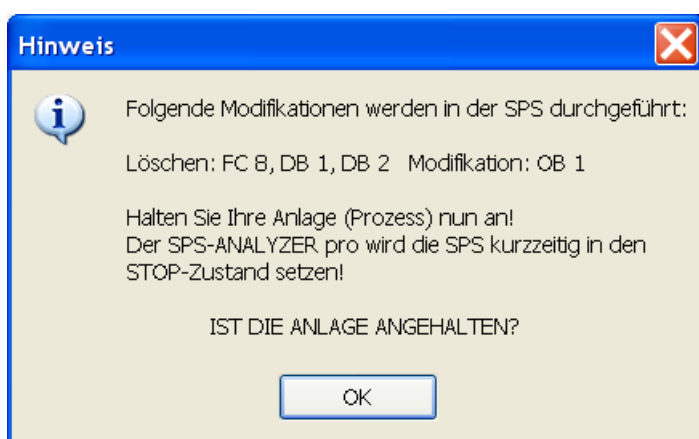 Hinweis
Folgende Modifikationen werden in der SPS durchgeführt:
Löschen: FC 8, DB 1, DB 2 Modifikation: OB 1
Halten Sie Ihre Anlage (Prozess) nun an!
Der SPS-ANALYZER pro wird die SPS kurzzeitig in den
STOP-Zustand setzen!
IST DIE ANLAGE ANGEHALTEN?
OK